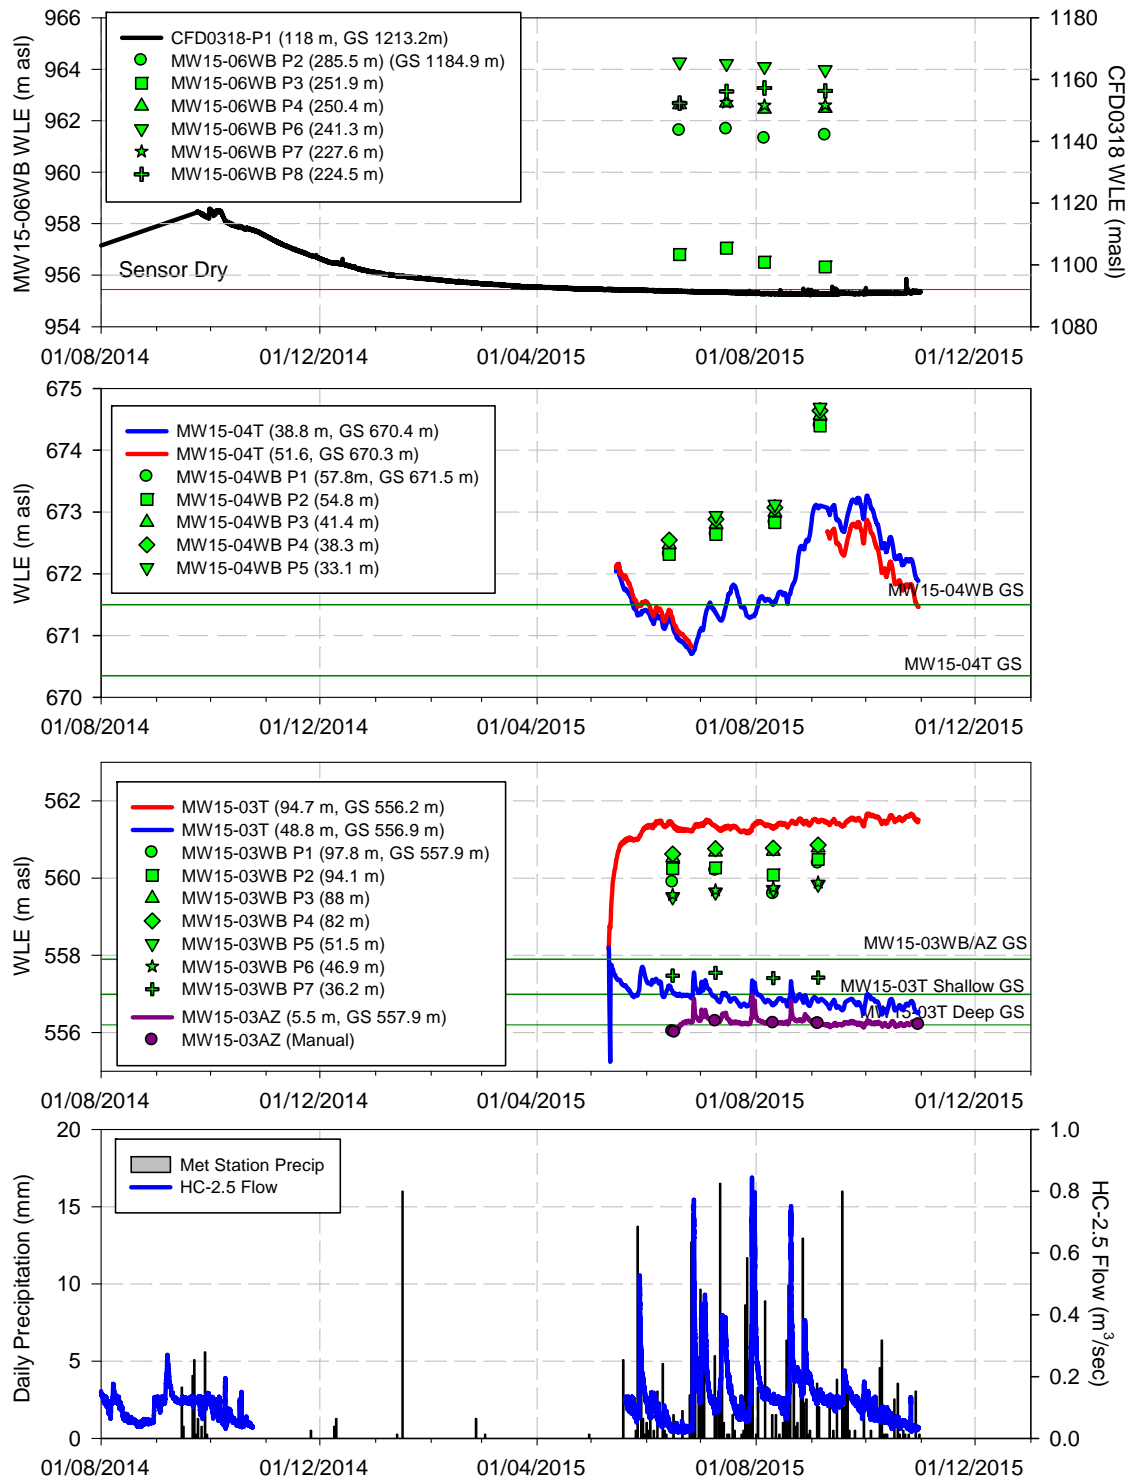 966
964
962
960
958
956
954
MW15-06WB WLE (m asl)
CFD0318-P1 (118 m, GS 1213.2m)
MW15-06WB P2 (285.5 m) (GS 1184.9 m)
MW15-06WB P3 (251.9 m)
MW15-06WB P4 (250.4 m)
MW15-06WB P6 (241.3 m)
MW15-06WB P7 (227.6 m)
MW15-06WB P8 (224.5 m)
Sensor Dry
1180
1160
1140
1120
1100
1080
CFD0318 WLE (masl)
01/08/2014
01/12/2014
01/04/2015
01/08/2015
01/12/2015
675
674
673
672
671
670
WLE (m asl)
MW15-04T (38.8 m, GS 670.4 m)
MW15-04T (51.6, GS 670.3 m)
MW15-04WB P1 (57.8m, GS 671.5 m)
MW15-04WB P2 (54.8 m)
MW15-04WB P3 (41.4 m)
MW15-04WB P4 (38.3 m)
MW15-04WB P5 (33.1 m)
MW15-04WB GS
MW15-04T GS
01/08/2014
01/12/2014
01/04/2015
01/08/2015
01/12/2015
562
560
558
556
WLE (m asl)
MW15-03T (94.7 m, GS 556.2 m)
MW15-03T (48.8 m, GS 556.9 m)
MW15-03WB P1 (97.8 m, GS 557.9 m)
MW15-03WB P2 (94.1 m)
MW15-03WB P3 (88 m)
MW15-03WB P4 (82 m)
MW15-03WB P5 (51.5 m)
MW15-03WB P6 (46.9 m)
MW15-03WB P7 (36.2 m)
MW15-03AZ (5.5 m, GS 557.9 m)
MW15-03AZ (Manual)
MW15-03WB/AZ GS
MW15-03T Shallow GS
MW15-03T Deep GS
01/08/2014
01/12/2014
01/04/2015
01/08/2015
01/12/2015
20
15
10
5
0
Daily Precipitation (mm)
Met Station Precip
HC-2.5 Flow
1.0
0.8
0.6
0.4
0.2
0.0
HC-2.5 Flow (m³/sec)
01/08/2014
01/12/2014
01/04/2015
01/08/2015
01/12/2015